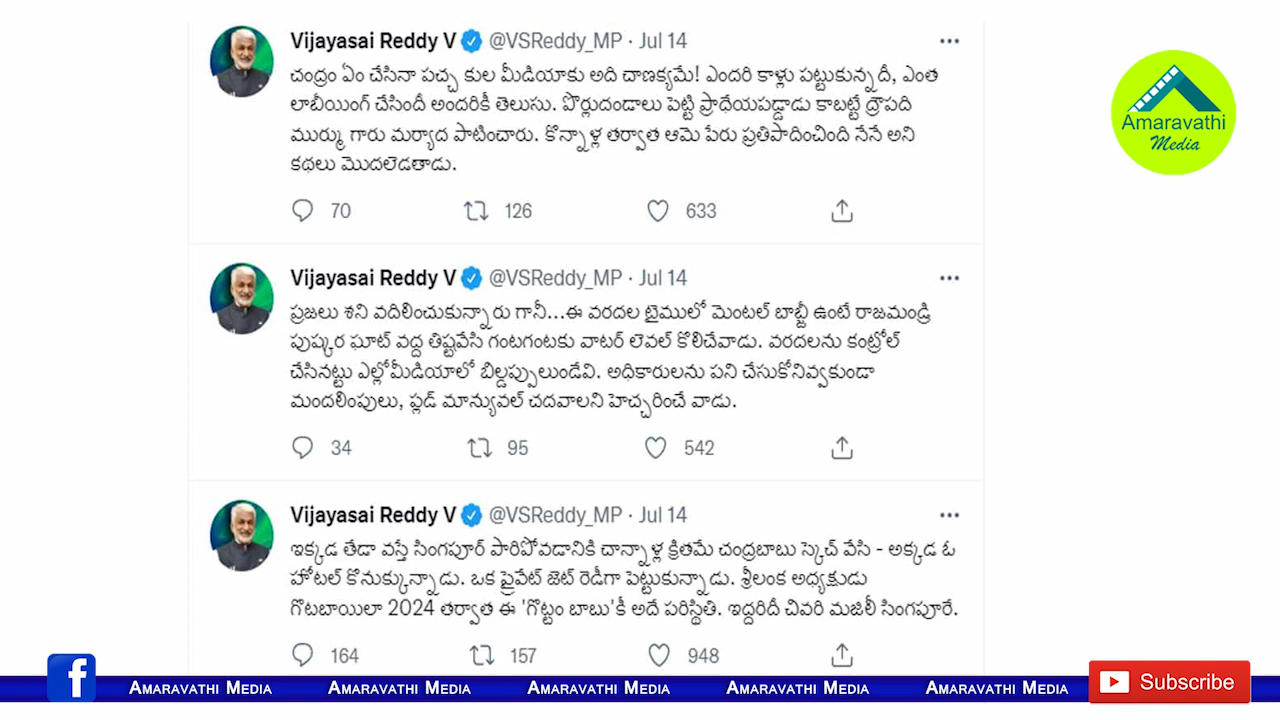 Vijayasai Reddy V @VSReddy_MP · Jul 14
చంద్రం ఏం చేసినా పచ్చ కుల మీడియాకు అది చాణక్యమే! ఎందరి కాళ్లు పట్టుకున్నదీ, ఎంత
లాబీయింగ్ చేసిందీ అందరికీ తెలుసు. పొర్లుదండాలు పెట్టి ప్రాధేయపడ్డాడు కాబట్టే ద్రౌపది
ముర్ము గారు మర్యాద పాటించారు. కొన్నాళ్ల తర్వాత ఆమె పేరు ప్రతిపాదించింది నేనే అని
కథలు మొదలెడతాడు.
70 126 633
Vijayasai Reddy V @VSReddy_MP · Jul 14
ప్రజలు శని వదిలించుకున్నారు గానీ...ఈ వరదల టైములో మెంటల్ బాబ్జీ ఉంటే రాజమండ్రి
పుష్కర ఘాట్ వద్ద తిష్టవేసి గంటగంటకు వాటర్ లెవల్ కొలిచేవాడు. వరదలను కంట్రోల్
చేసినట్టు ఎల్లోమీడియాలో బిల్డప్పులుండేవి. అధికారులను పని చేసుకోనివ్వకుండా
మందలింపులు, ఫ్లడ్ మాన్యువల్ చదవాలని హెచ్చరించే వాడు.
34 95 542
Vijayasai Reddy V @VSReddy_MP · Jul 14
ఇక్కడ తేడా వస్తే సింగపూర్ పారిపోవడానికి చాన్నాళ్ల క్రితమే చంద్రబాబు స్కెచ్ వేసి - అక్కడ ఓ
హోటల్ కొనుక్కున్నాడు. ఒక ప్రైవేట్ జెట్ రెడీగా పెట్టుకున్నాడు. శ్రీలంక అధ్యక్షుడు
గొటబాయిలా 2024 తర్వాత ఈ 'గొట్టం బాబు'కీ అదే పరిస్థితి. ఇద్దరిదీ చివరి మజిలీ సింగపూరే.
164 157 948
Amaravathi
Media
f Amaravathi Media Amaravathi Media Amaravathi Media Amaravathi Media Amaravathi Media Subscribe